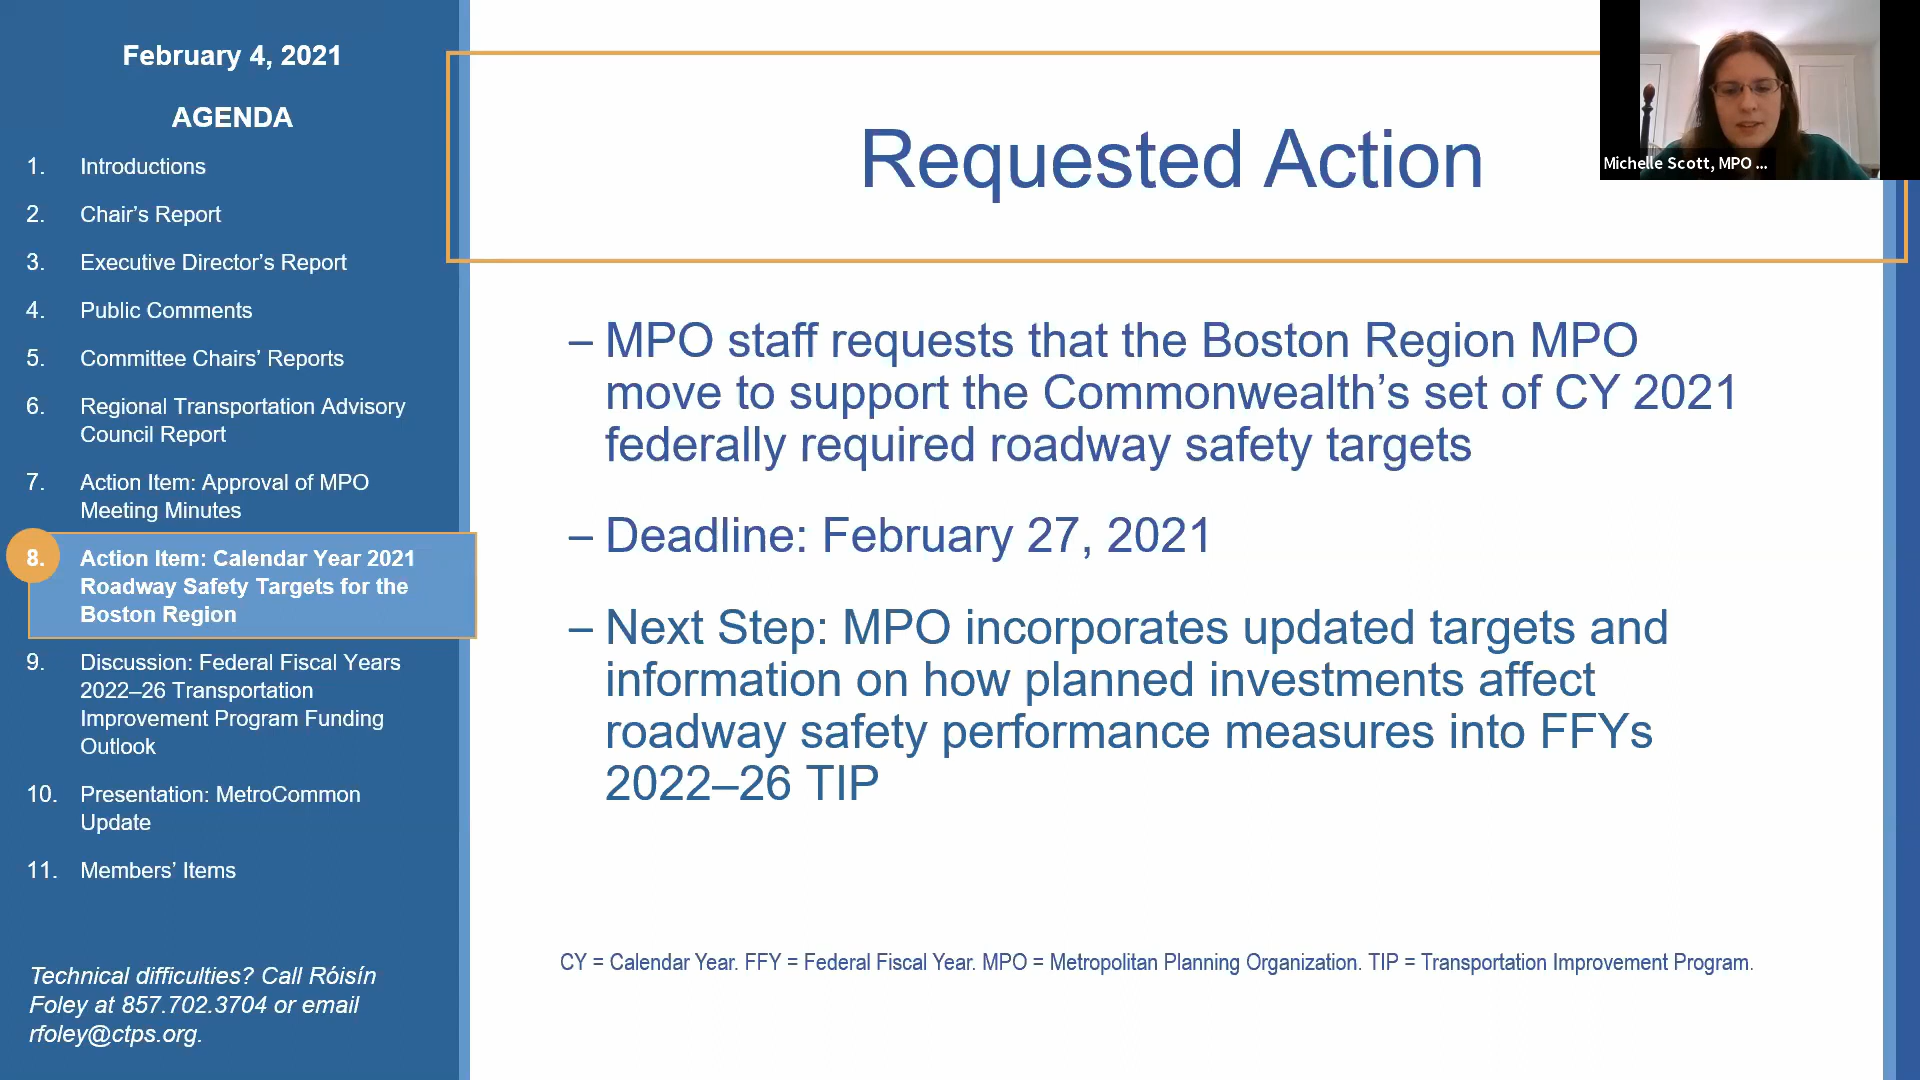 February 4, 2021
AGENDA
1. Introductions
2. Chair’s Report
3. Executive Director’s Report
4. Public Comments
5. Committee Chairs’ Reports
6. Regional Transportation Advisory
Council Report
7. Action Item: Approval of MPO
Meeting Minutes
8. Action Item: Calendar Year 2021
Roadway Safety Targets for the
Boston Region
9. Discussion: Federal Fiscal Years
2022–26 Transportation
Improvement Program Funding
Outlook
10. Presentation: MetroCommon
Update
11. Members’ Items
Technical difficulties? Call Róisín
Foley at 857.702.3704 or email
rfoley@ctps.org.
Requested Action
– MPO staff requests that the Boston Region MPO
move to support the Commonwealth’s set of CY 2021
federally required roadway safety targets
– Deadline: February 27, 2021
– Next Step: MPO incorporates updated targets and
information on how planned investments affect
roadway safety performance measures into FFYs
2022–26 TIP
CY = Calendar Year. FFY = Federal Fiscal Year. MPO = Metropolitan Planning Organization. TIP = Transportation Improvement Program.
Michelle Scott, MPO ...